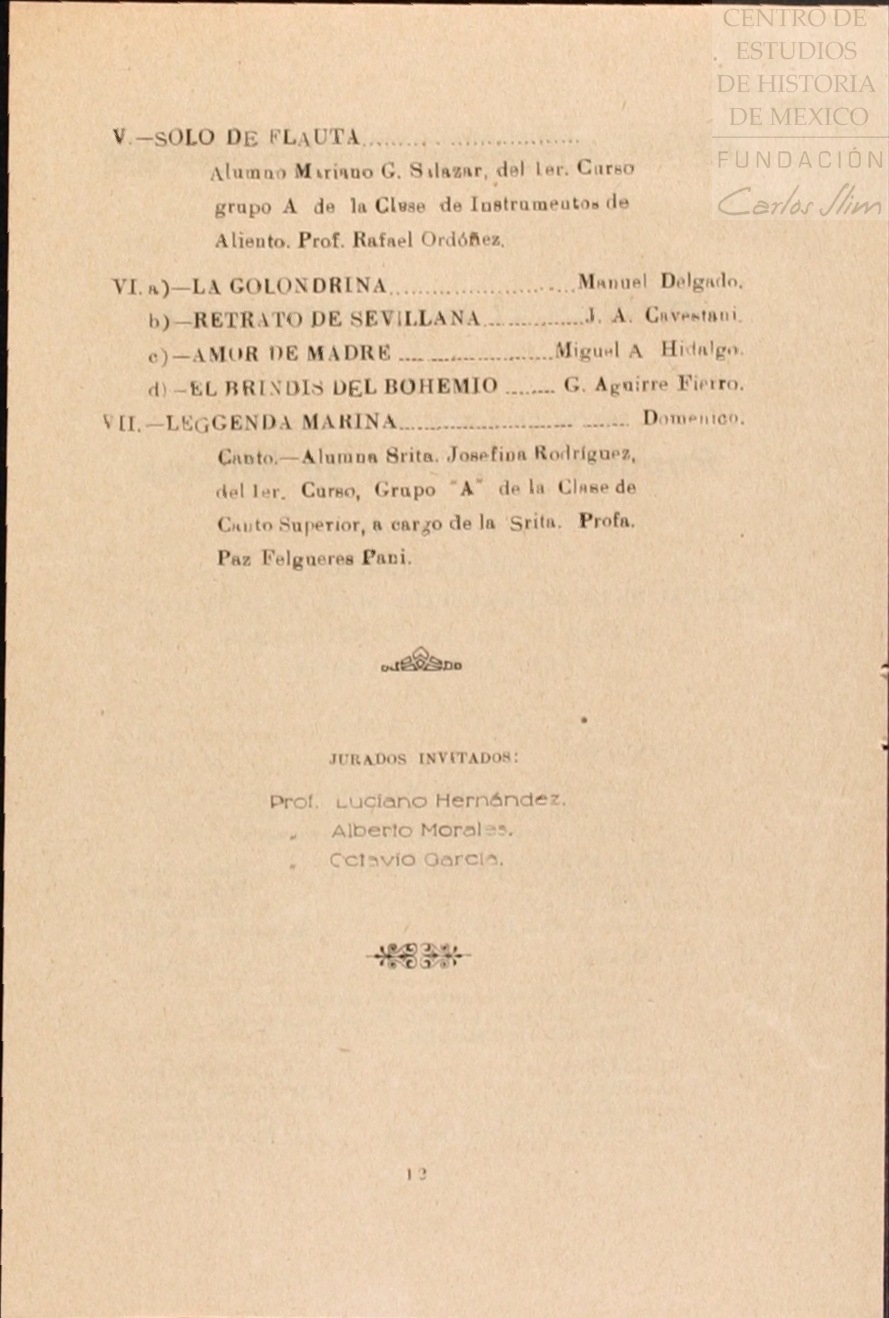 CENTRO DE
ESTUDIOS
DE HISTORIA
DE MEXICO
FUNDACIÓN
Carlos Slim
V.—SOLO DE FLAUTA..................................
Alumno Mariano G. Salazar, del 1er. Curso
grupo A de la Clase de Instrumentos de
Aliento. Prof. Rafael Ordóñez.
VI. a)—LA GOLONDRINA..........................Manuel Delgado.
b)—RETRATO DE SEVILLANA..............J. A. Cavestani.
c)—AMOR DE MADRE ......................Miguel A Hidalgo.
d)—EL BRINDIS DEL BOHEMIO ........ G. Aguirre Fierro.
VII.—LEGGENDA MARINA.................................. Domenico.
Canto.—Alumna Srita. Josefina Rodríguez,
del 1er. Curso, Grupo "A" de la Clase de
Canto Superior, a cargo de la Srita. Profa.
Paz Felgueres Pani.
JURADOS INVITADOS:
Prof. Luciano Hernández.
„ Alberto Morales.
„ Octavio García.
12